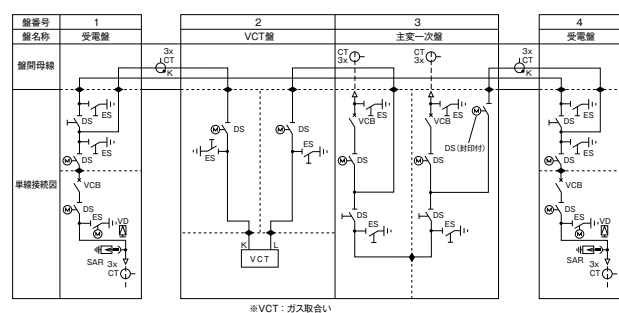 盤番号 1 2 3 4
盤名称 受電盤 VCT盤 主変一次盤 受電盤
盤間母線
3x
CT
K
CT
3x
CT
3x
3x
CT
K
単線接続図
ES
DS
ES
M DS
VCB
M DS
ES
M
VD
SAR
3x
CT
M DS
ES
M DS
ES
K L
VCT
VCB
ES
M DS
DS
ES
VCB
ES
M DS
DS
ES
M
DS(封印付)
ES
DS
ES
M DS
VCB
M DS
ES
M
VD
SAR
3x
CT
※VCT：ガス取合い